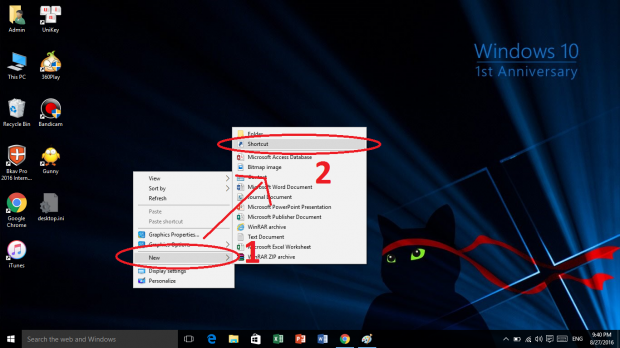 Admin
UniKey
This PC
360Play
Recycle Bin
Bandicam
Bkav Pro
2016 Intern...
Gunny
Google
Chrome
desktop.ini
iTunes
Windows 10
1st Anniversary
View
Sort by
Refresh
Paste
Paste shortcut
Graphics Properties...
Graphics Options
New
Display settings
Personalize
1
Folder
Shortcut
Microsoft Access Database
Bitmap image
Contact
Microsoft Word Document
Journal Document
Microsoft PowerPoint Presentation
Microsoft Publisher Document
WinRAR archive
Text Document
Microsoft Excel Worksheet
WinRAR ZIP archive
2
Search the web and Windows
ENG
9:40 PM
8/27/2016